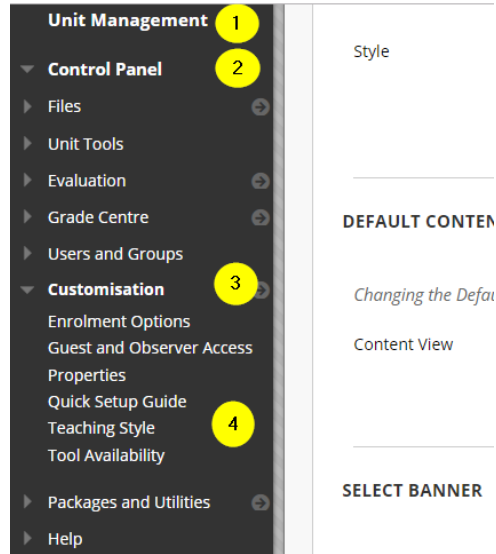 Unit Management 1
Control Panel 2
Files
Unit Tools
Evaluation
Grade Centre
Users and Groups
Customisation 3
Enrolment Options
Guest and Observer Access
Properties
Quick Setup Guide
Teaching Style 4
Tool Availability
Packages and Utilities
Help
Style
DEFAULT CONTEN
Changing the Defau
Content View
SELECT BANNER